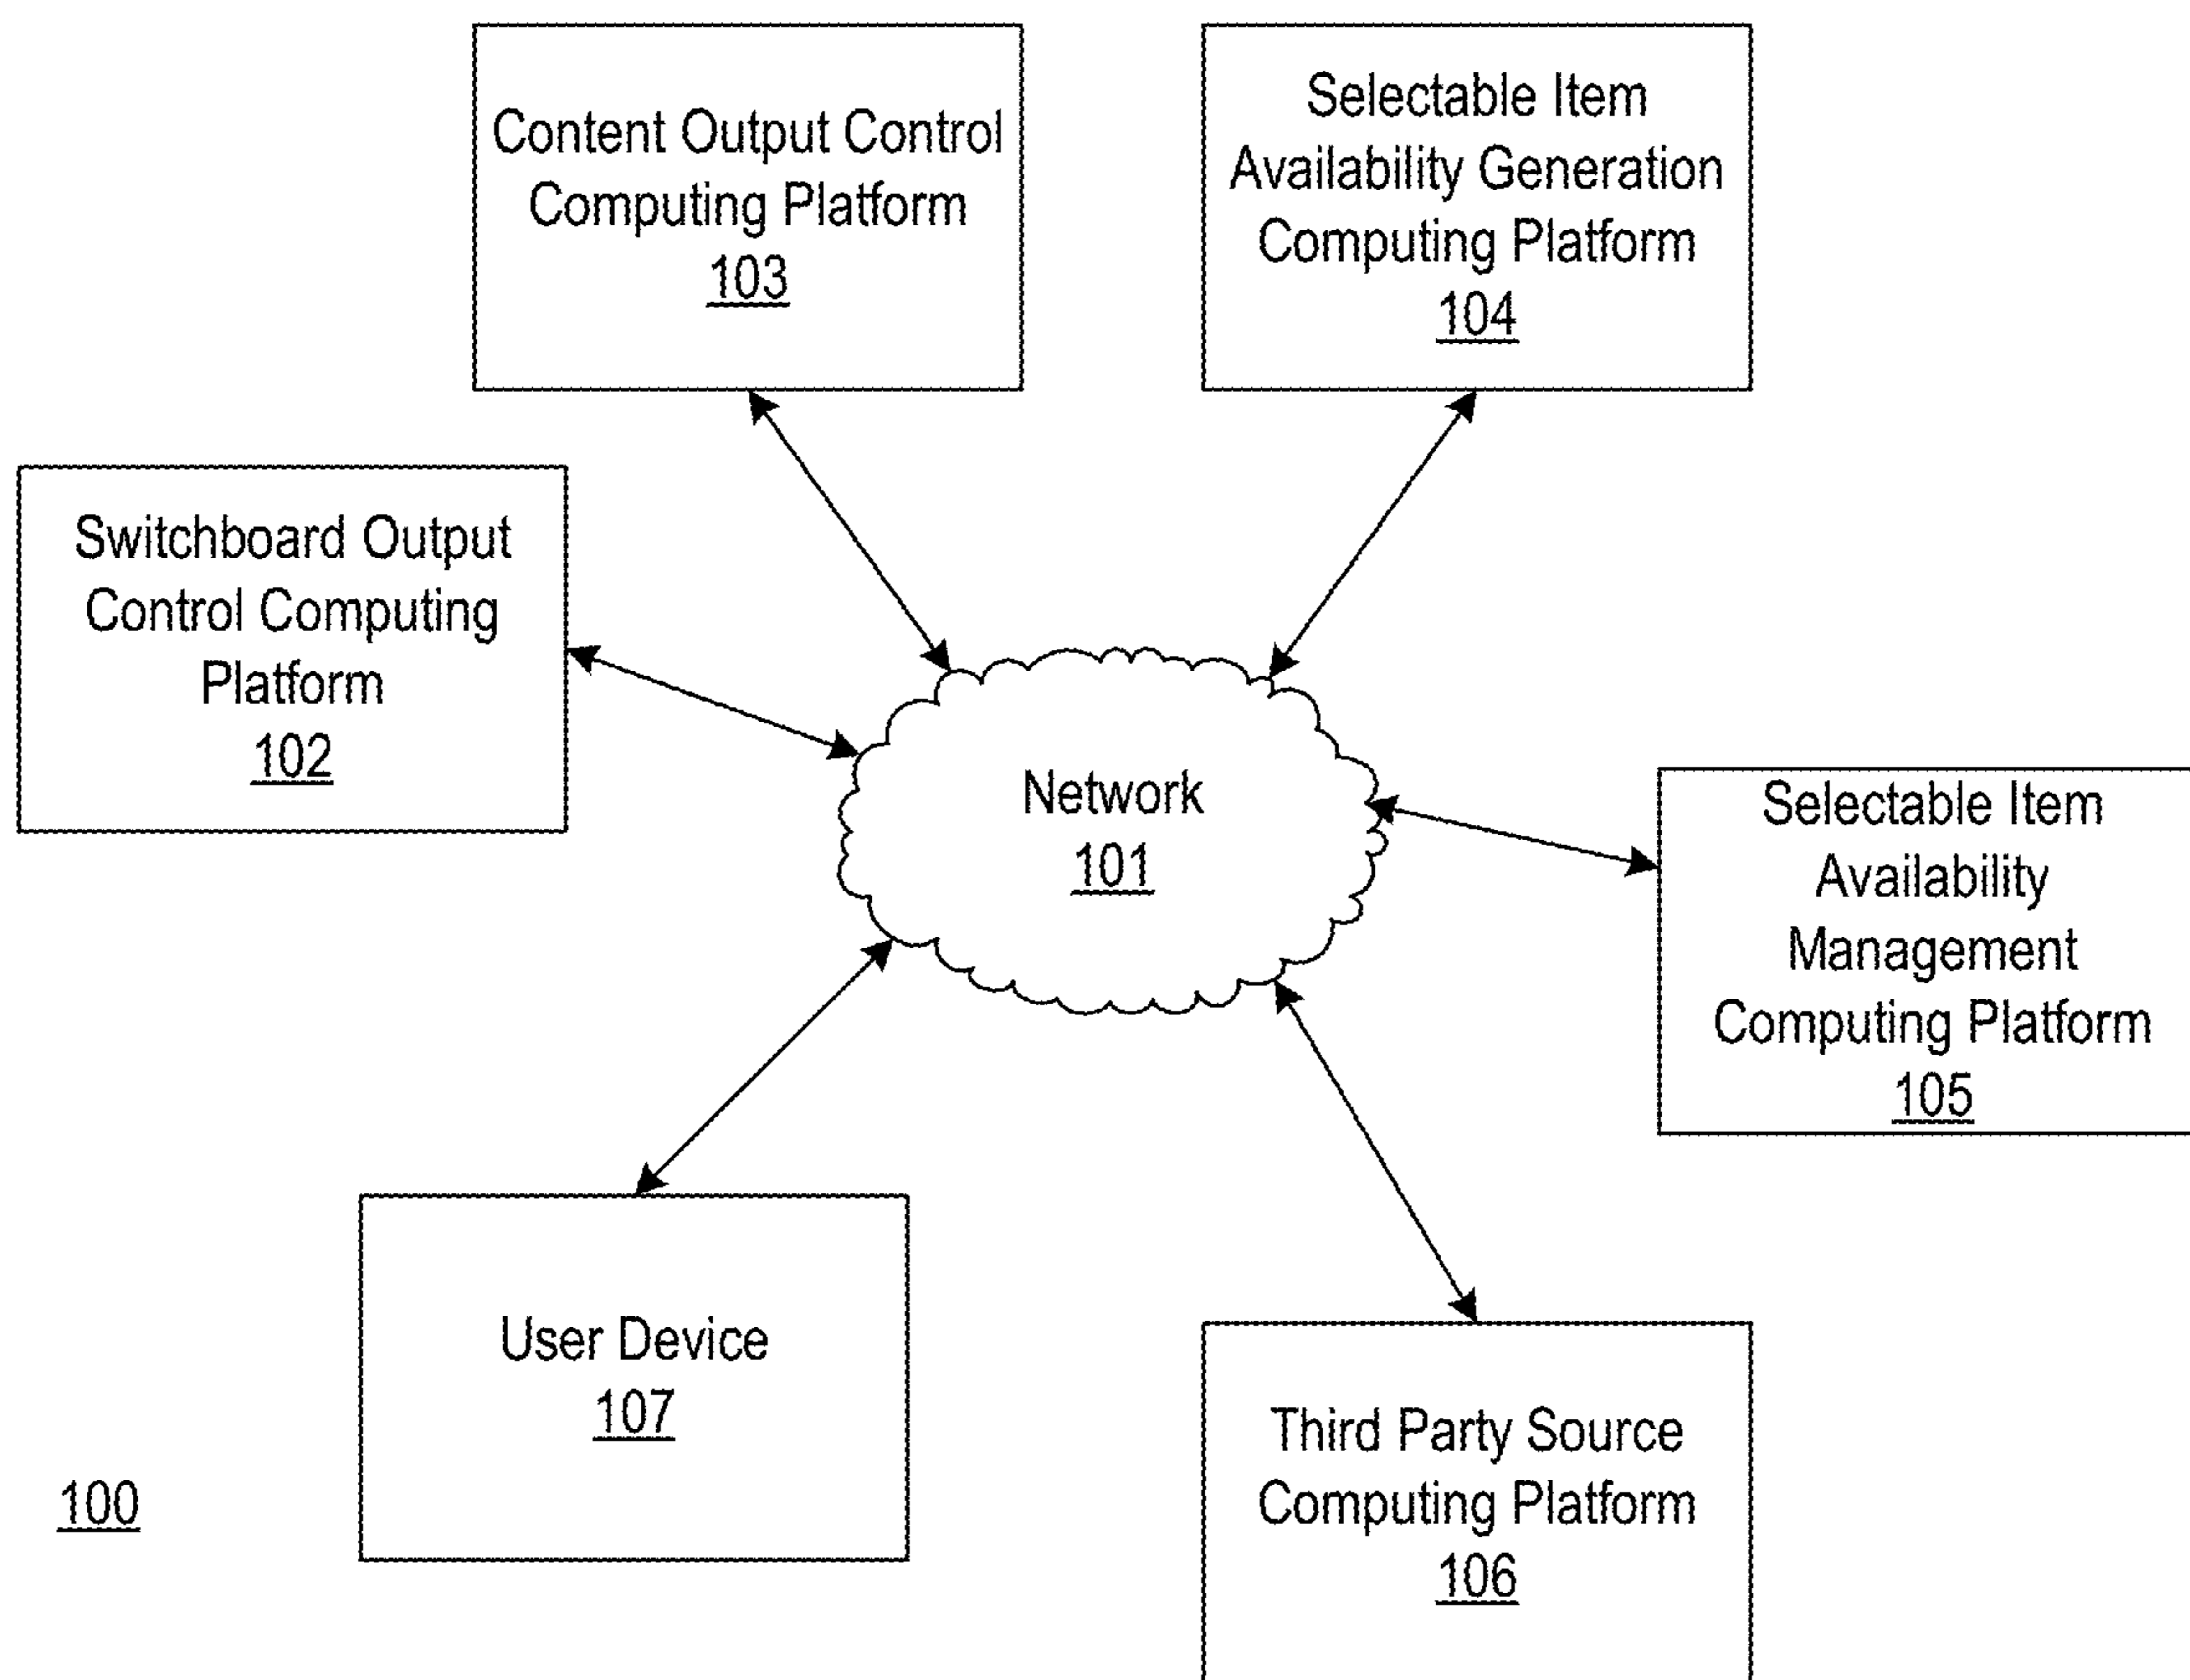 Content Output Control
Computing Platform
103
Selectable Item
Availability Generation
Computing Platform
104
Switchboard Output
Control Computing
Platform
102
Network
101
Selectable Item
Availability
Management
Computing Platform
105
User Device
107
Third Party Source
Computing Platform
106
100